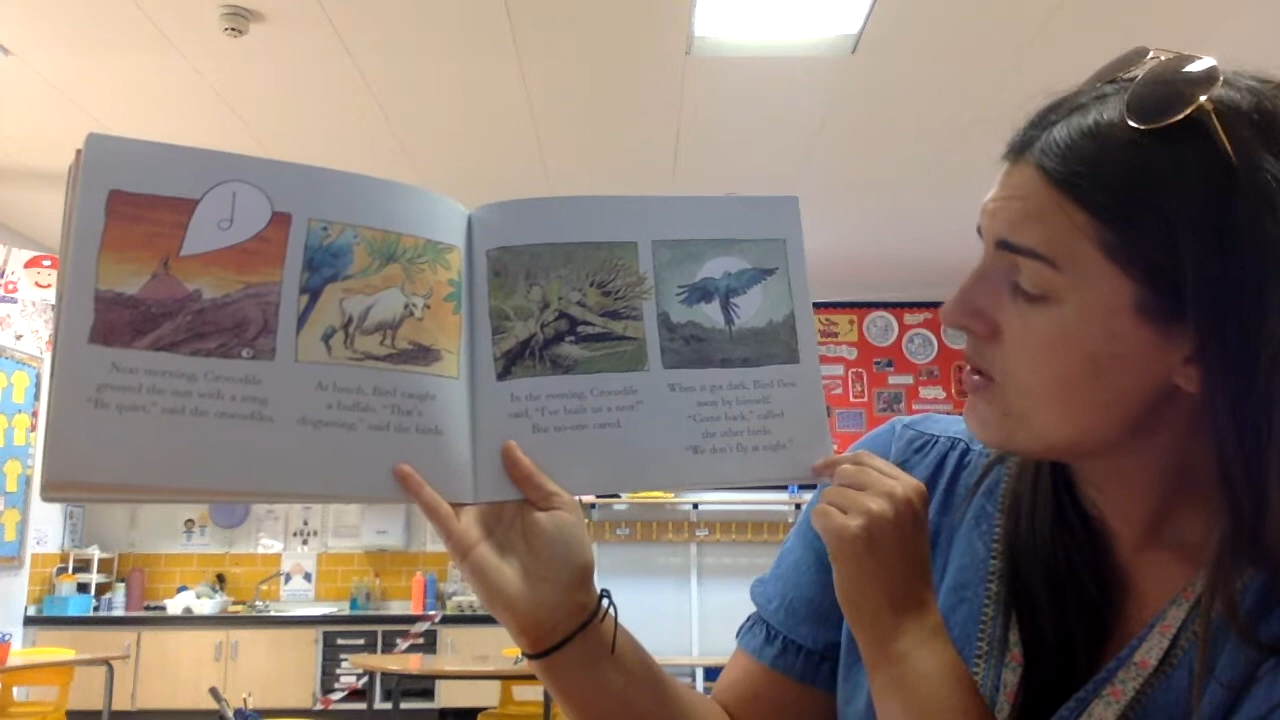 Next morning, Crocodile
greeted the sun with a song.
"Be quiet," said the crocodiles.
At lunch, Bird caught
a buffalo. "That's
disgusting," said the birds.
In the evening, Crocodile
said, "I've built us a nest!"
But no-one cared.
When it got dark, Bird flew
away by himself.
"Come back," called
the other birds.
"We don't fly at night."